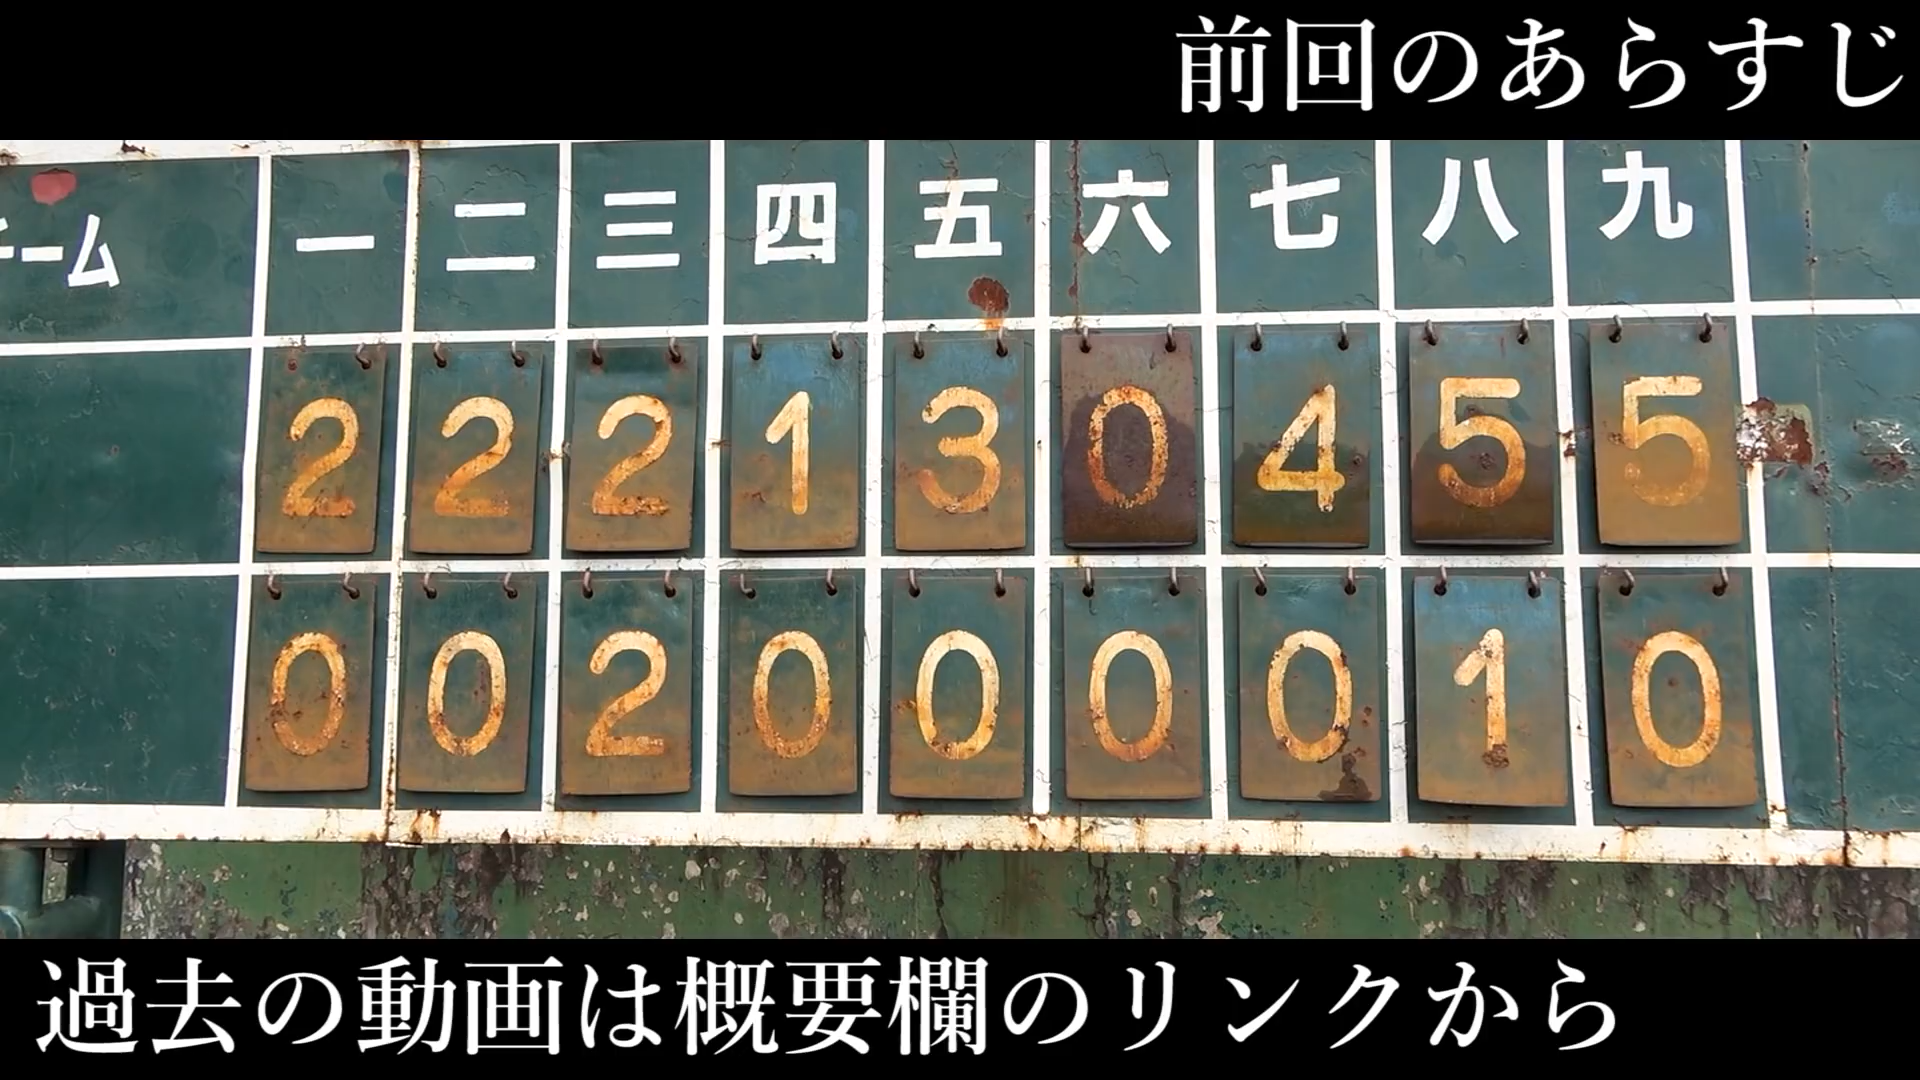 前回のあらすじ
チーム 一 二 三 四 五 六 七 八 九
2 2 2 1 3 0 4 5 5
0 0 2 0 0 0 0 1 0
過去の動画は概要欄のリンクから